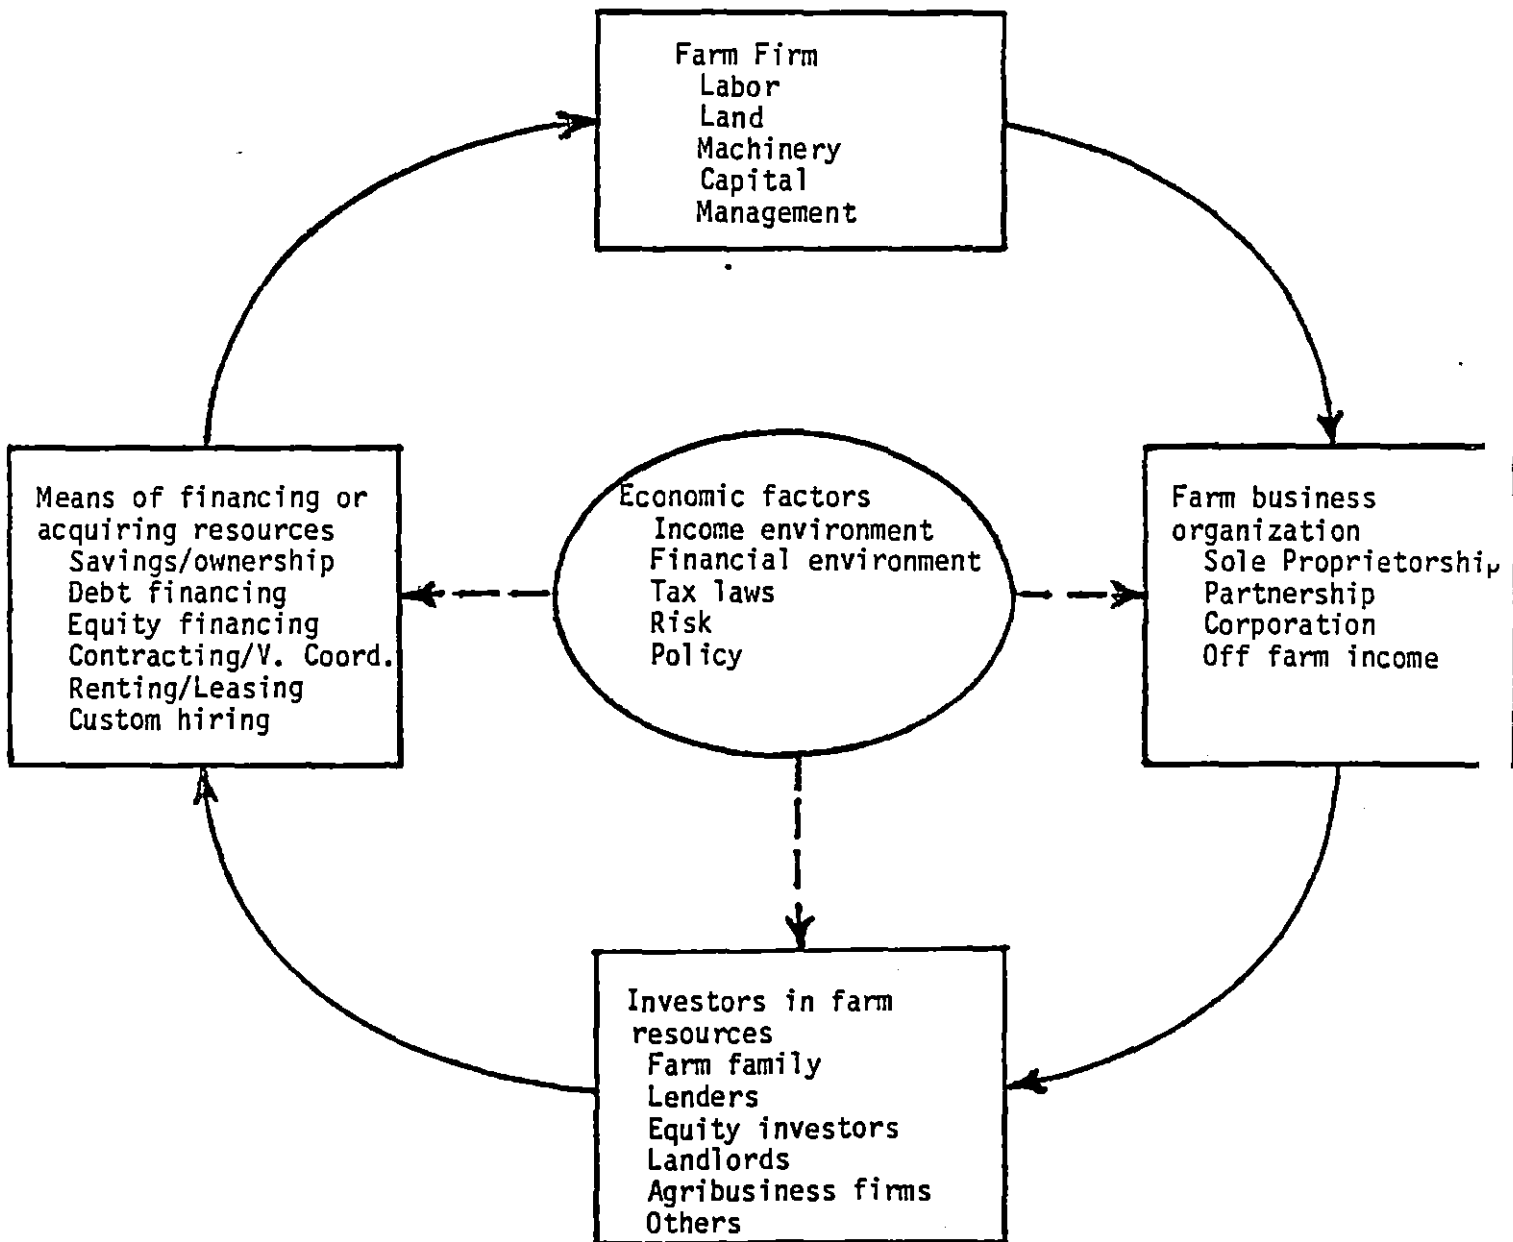 Farm Firm
Labor
Land
Machinery
Capital
Management
Means of financing or
acquiring resources
Savings/ownership
Debt financing
Equity financing
Contracting/V. Coord.
Renting/Leasing
Custom hiring
Economic factors
Income environment
Financial environment
Tax laws
Risk
Policy
Farm business
organization
Sole Proprietorship
Partnership
Corporation
Off farm income
Investors in farm
resources
Farm family
Lenders
Equity investors
Landlords
Agribusiness firms
Others